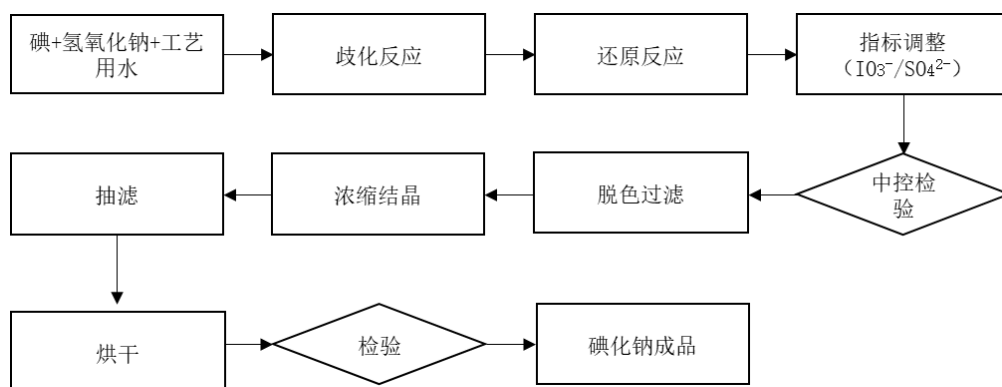 碘+氢氧化钠+工艺
用水
歧化反应
还原反应
指标调整
（IO₃⁻/SO₄²⁻）
中控检
验
脱色过滤
浓缩结晶
抽滤
烘干
检验
碘化钠成品